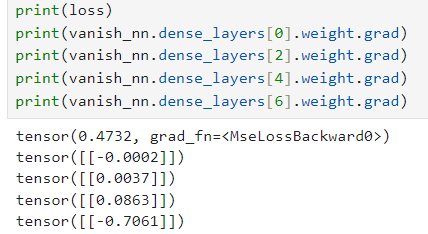 print(loss)
print(vanish_nn.dense_layers[0].weight.grad)
print(vanish_nn.dense_layers[2].weight.grad)
print(vanish_nn.dense_layers[4].weight.grad)
print(vanish_nn.dense_layers[6].weight.grad)
tensor(0.4732, grad_fn=<MseLossBackward0>)
tensor([[-0.0002]])
tensor([[0.0037]])
tensor([[0.0863]])
tensor([[-0.7061]])